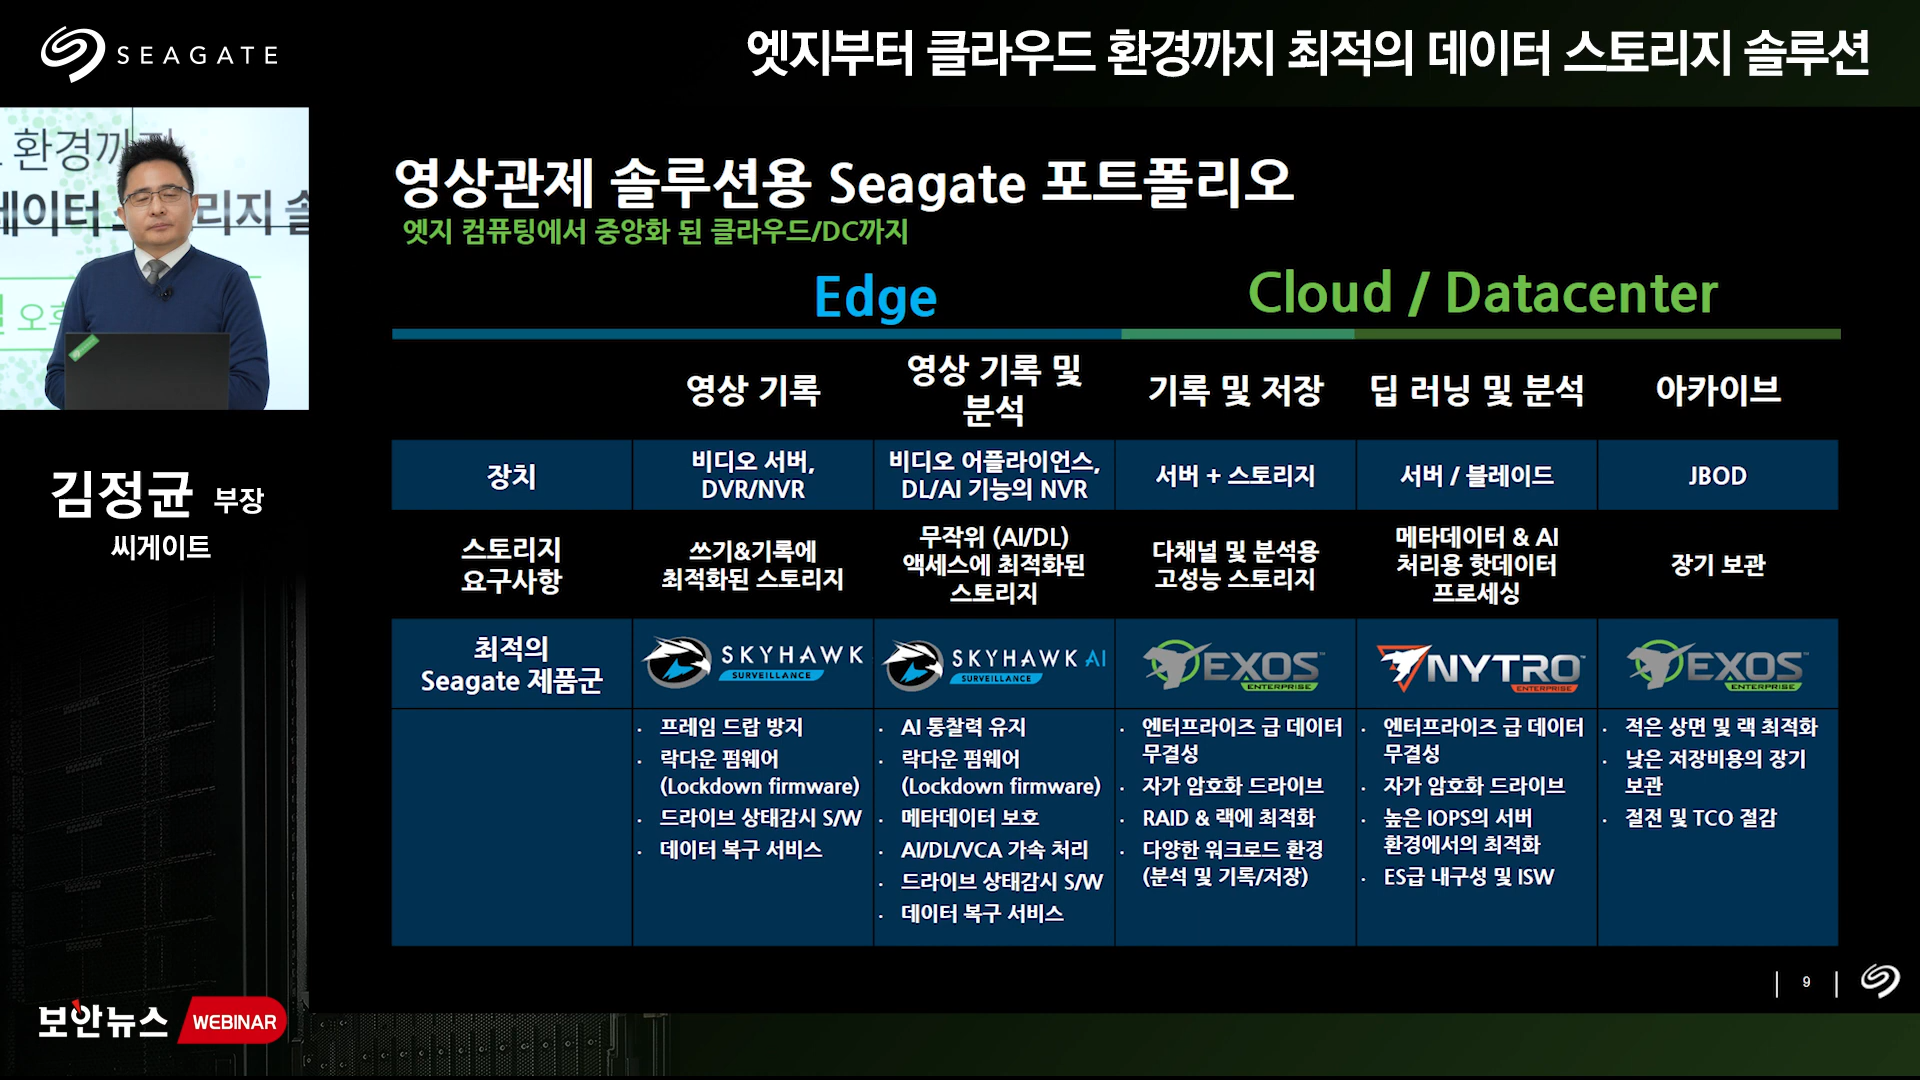 SEAGATE
엣지부터 클라우드 환경까지 최적의 데이터 스토리지 솔루션
환경까지
데이터 스토리지 솔
일 오후
김정균 부장
씨게이트
영상관제 솔루션용 Seagate 포트폴리오
엣지 컴퓨팅에서 중앙화 된 클라우드/DC까지
Edge
Cloud / Datacenter
영상 기록
영상 기록 및
분석
기록 및 저장
딥 러닝 및 분석
아카이브
장치
비디오 서버,
DVR/NVR
비디오 어플라이언스,
DL/AI 기능의 NVR
서버 + 스토리지
서버 / 블레이드
JBOD
스토리지
요구사항
쓰기&기록에
최적화된 스토리지
무작위 (AI/DL)
액세스에 최적화된
스토리지
다채널 및 분석용
고성능 스토리지
메타데이터 & AI
처리용 핫데이터
프로세싱
장기 보관
최적의
Seagate 제품군
SKYHAWK
SURVEILLANCE
SKYHAWK AI
SURVEILLANCE
EXOS™
ENTERPRISE
NYTRO™
ENTERPRISE
EXOS™
ENTERPRISE
· 프레임 드랍 방지
· 락다운 펌웨어
(Lockdown firmware)
· 드라이브 상태감시 S/W
· 데이터 복구 서비스
· AI 통찰력 유지
· 락다운 펌웨어
(Lockdown firmware)
· 메타데이터 보호
· AI/DL/VCA 가속 처리
· 드라이브 상태감시 S/W
· 데이터 복구 서비스
· 엔터프라이즈 급 데이터
무결성
· 자가 암호화 드라이브
· RAID & 랙에 최적화
· 다양한 워크로드 환경
(분석 및 기록/저장)
· 엔터프라이즈 급 데이터
무결성
· 자가 암호화 드라이브
· 높은 IOPS의 서버
환경에서의 최적화
· ES급 내구성 및 ISW
· 적은 상면 및 랙 최적화
· 낮은 저장비용의 장기
보관
· 절전 및 TCO 절감
| 9 |
보안뉴스 WEBINAR